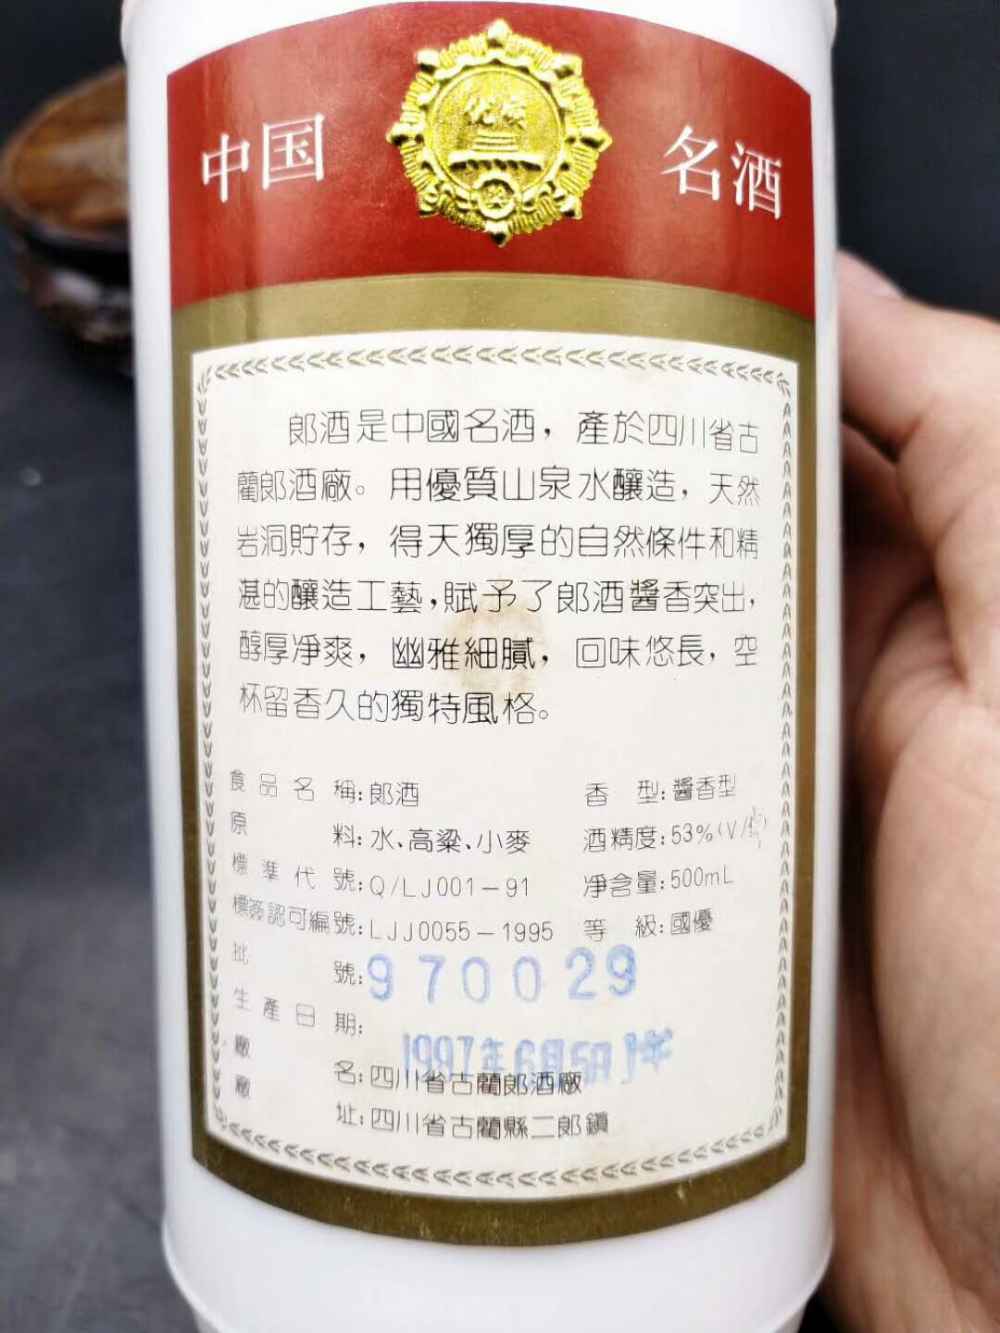 中国
名酒
郎酒是中國名酒，產於四川省古
藺郎酒廠。用優質山泉水釀造，天然
岩洞貯存，得天獨厚的自然條件和精
湛的釀造工藝，賦予了郎酒醬香突出，
醇厚凈爽，幽雅細膩，回味悠長，空
杯留香久的獨特風格。
食品名稱：郎酒 香型：醬香型
原料：水、高粱、小麥 酒精度：53%(V/
標準代號：Q/LJ001－91 凈含量：500mL
標簽認可編號：LJJ0055－1995 等級：國優
批號：970029
生產日期：1997年6月5日
廠名：四川省古藺郎酒廠
廠址：四川省古藺縣二郎鎮